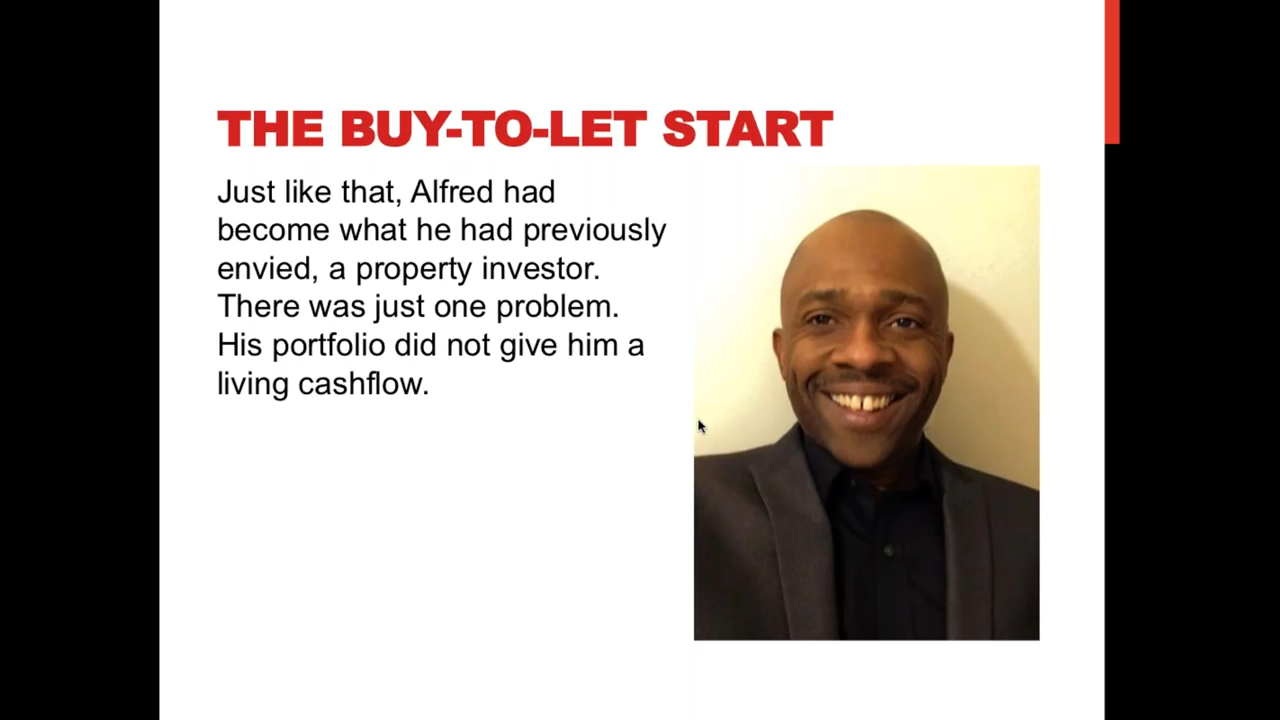 THE BUY-TO-LET START
Just like that, Alfred had
become what he had previously
envied, a property investor.
There was just one problem.
His portfolio did not give him a
living cashflow.